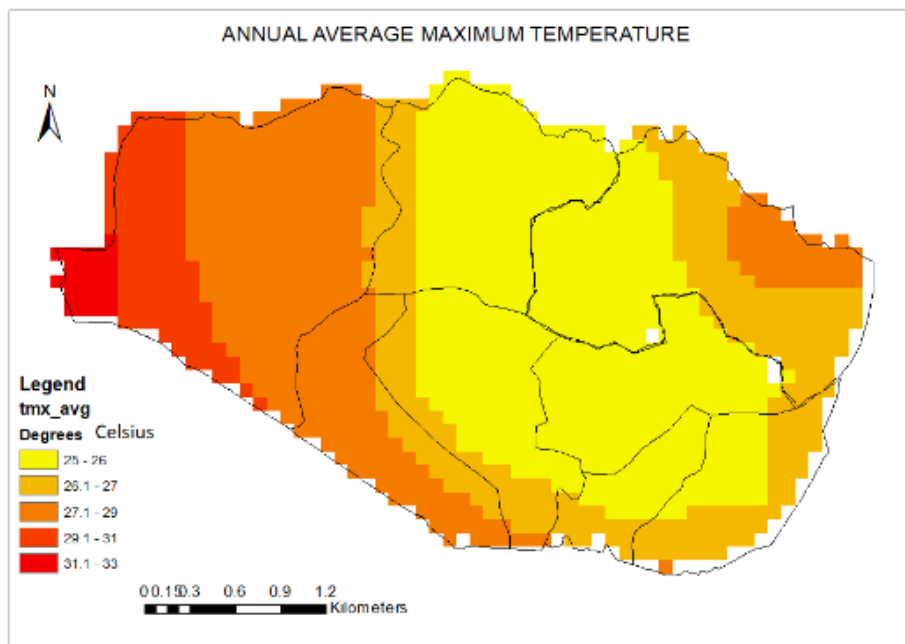 ANNUAL AVERAGE MAXIMUM TEMPERATURE
N
Legend
tmx_avg
Degrees Celsius
25 - 26
26.1 - 27
27.1 - 29
29.1 - 31
31.1 - 33
0 0.15 0.3 0.6 0.9 1.2
Kilometers